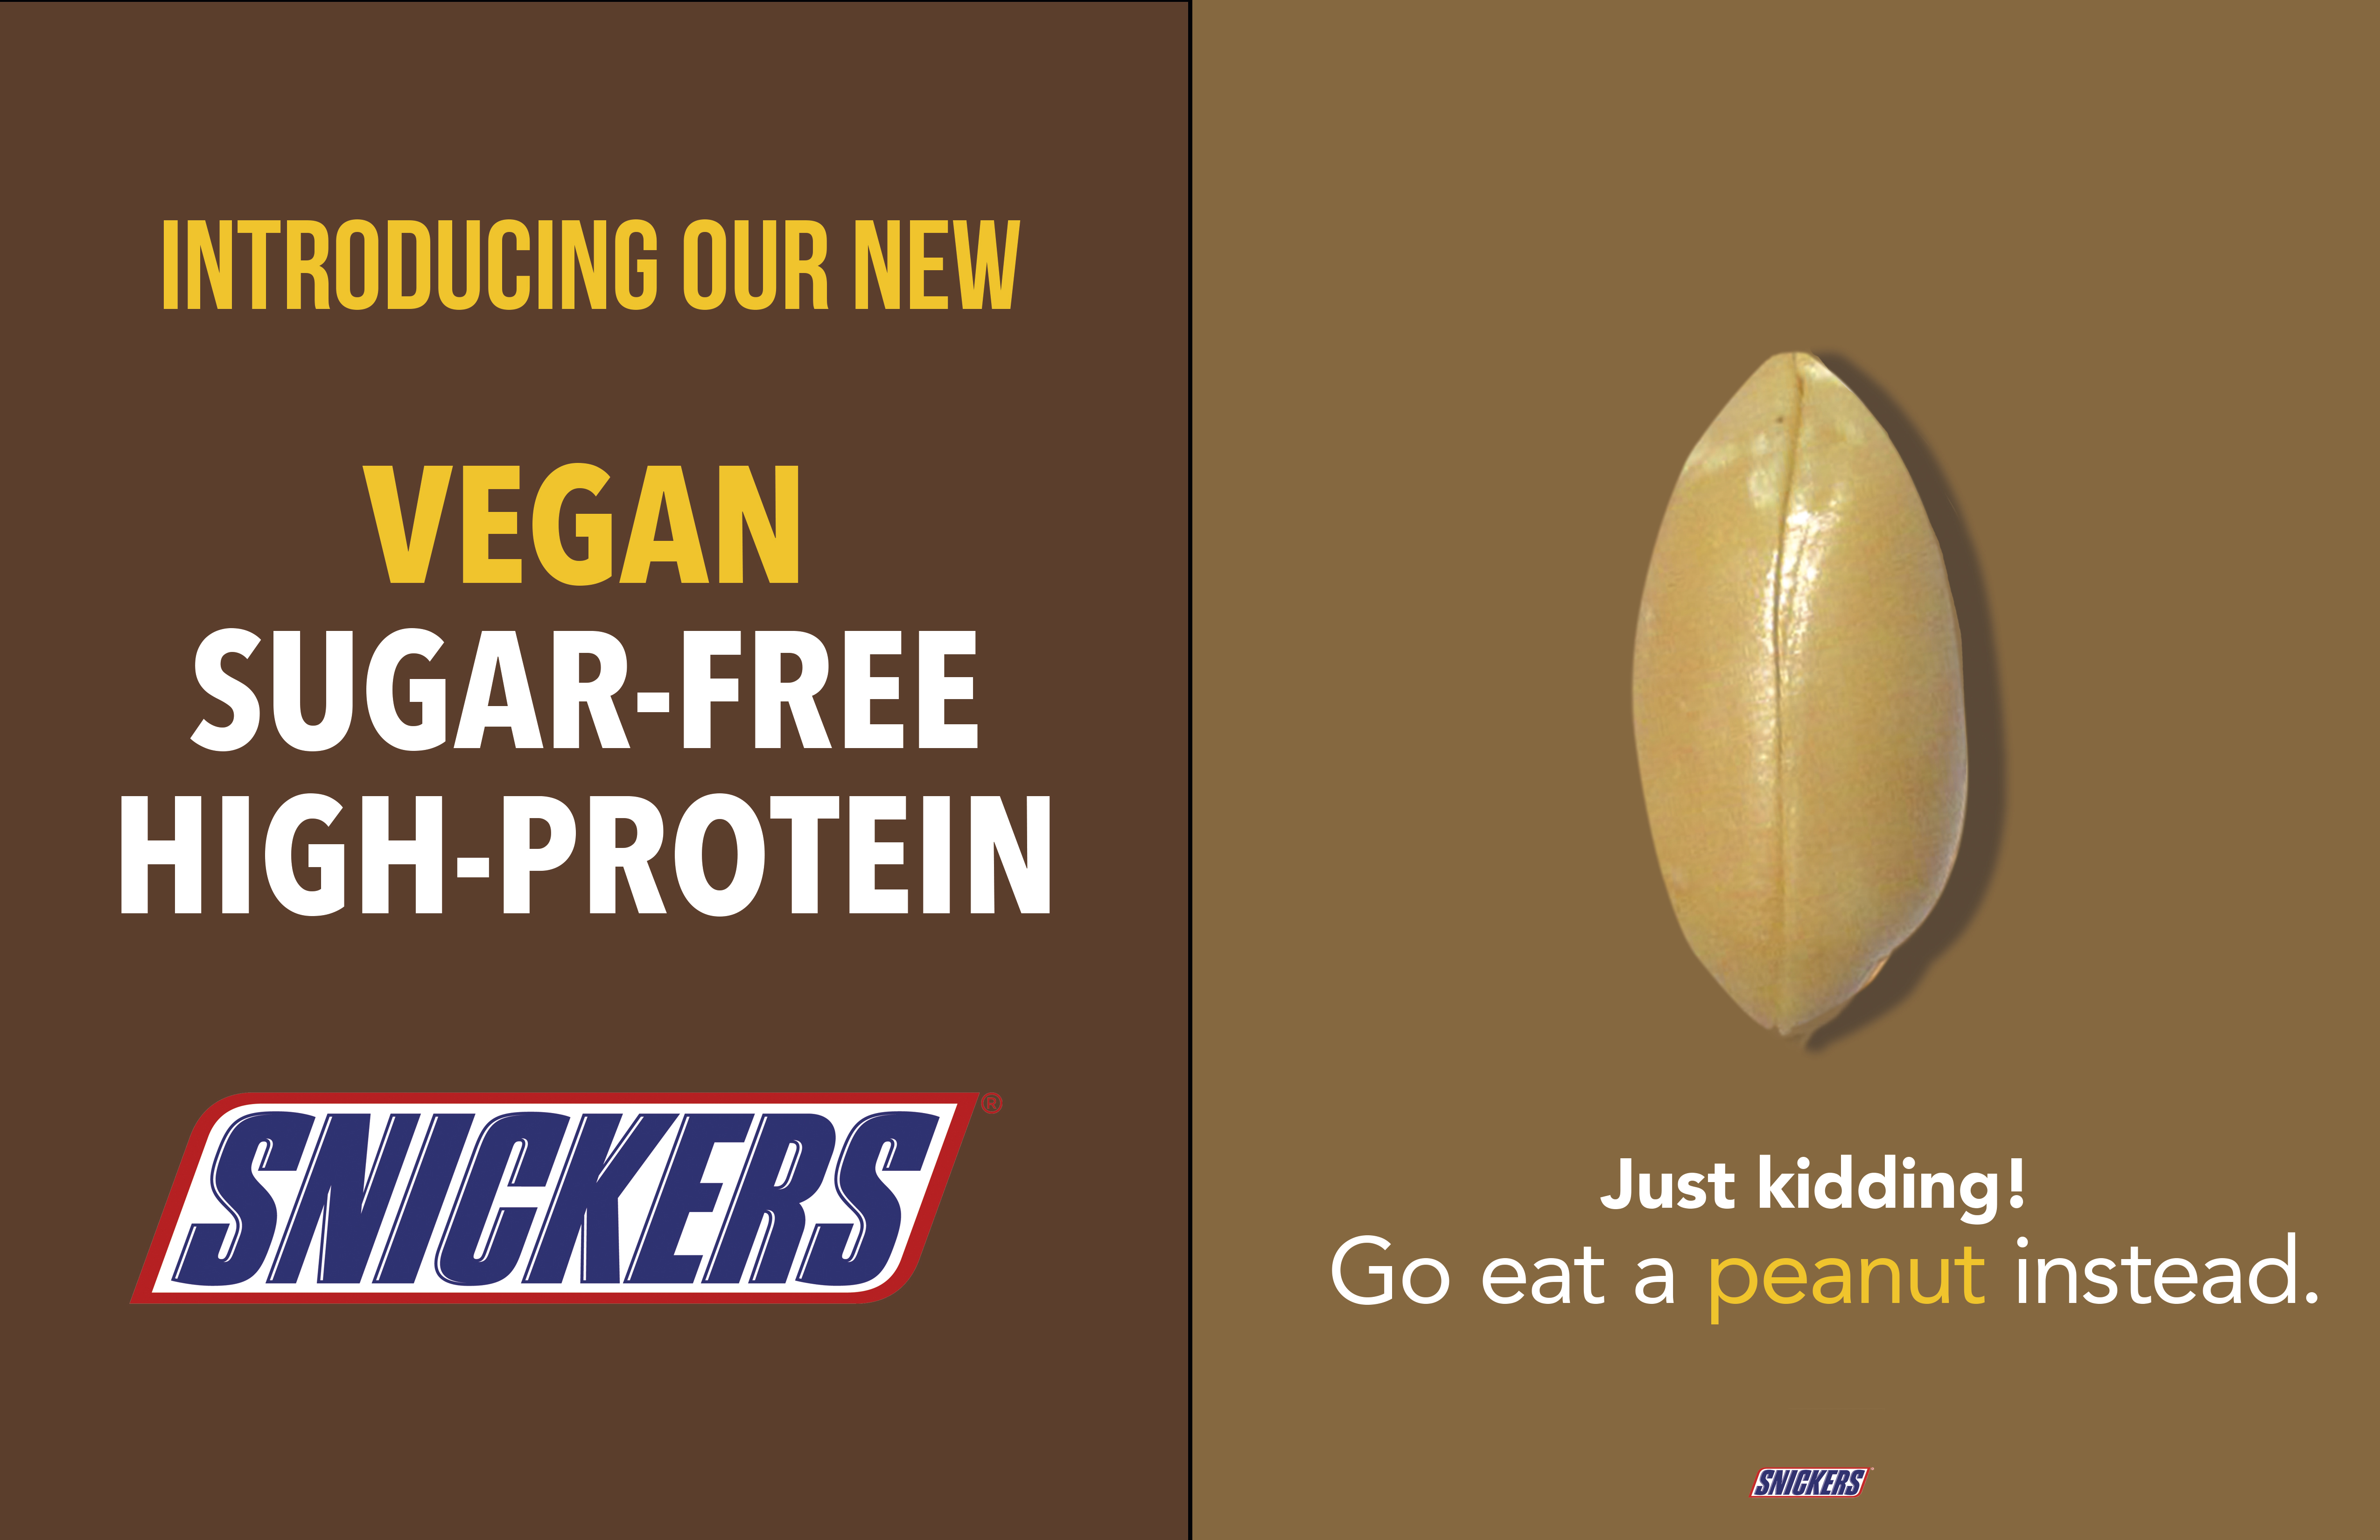 INTRODUCING OUR NEW
VEGAN
SUGAR-FREE
HIGH-PROTEIN
SNICKERS®
Just kidding!
Go eat a peanut instead.
SNICKERS